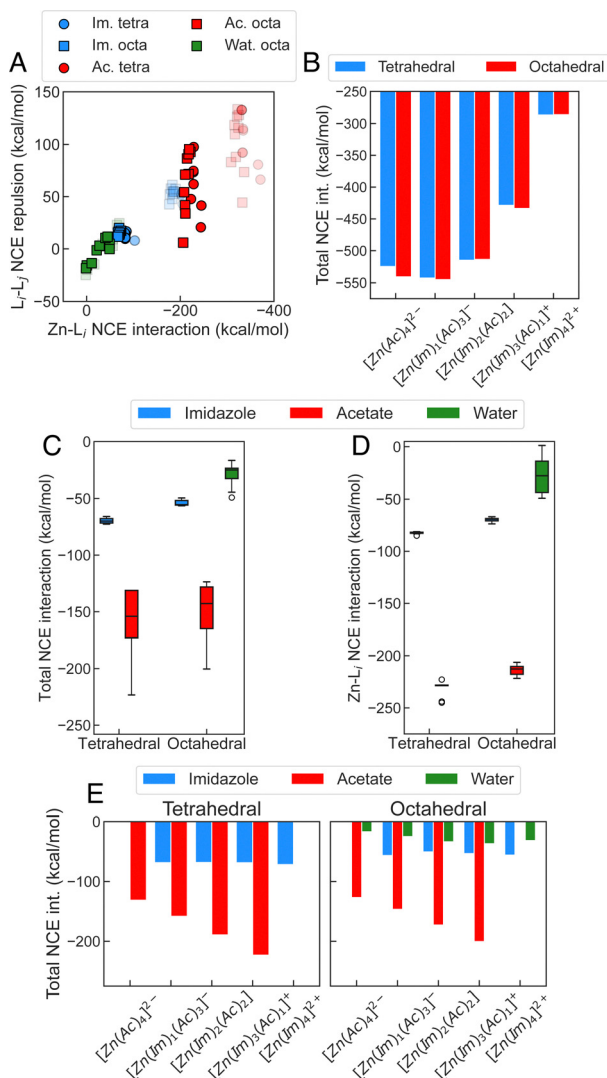 Im. tetra
Ac. octa
Im. octa
Wat. octa
Ac. tetra
A
150
100
50
0
−50
Lᵢ-Lⱼ NCE repulsion (kcal/mol)
0
−200
−400
Zn-Lᵢ NCE interaction (kcal/mol)
B
Tetrahedral
Octahedral
−250
−300
−350
−400
−450
−500
−550
Total NCE int. (kcal/mol)
[Zn(Ac)₄]²⁻
[Zn(Im)₁(Ac)₃]⁻
[Zn(Im)₂(Ac)₂]
[Zn(Im)₃(Ac)₁]⁺
[Zn(Im)₄]²⁺
Imidazole
Acetate
Water
C
0
−50
−100
−150
−200
−250
Total NCE interaction (kcal/mol)
Tetrahedral
Octahedral
D
0
−50
−100
−150
−200
−250
Zn-Lᵢ NCE interaction (kcal/mol)
Tetrahedral
Octahedral
Imidazole
Acetate
Water
E
Tetrahedral
Octahedral
0
−100
−200
Total NCE int. (kcal/mol)
[Zn(Ac)₄]²⁻
[Zn(Im)₁(Ac)₃]⁻
[Zn(Im)₂(Ac)₂]
[Zn(Im)₃(Ac)₁]⁺
[Zn(Im)₄]²⁺
[Zn(Ac)₄]²⁻
[Zn(Im)₁(Ac)₃]⁻
[Zn(Im)₂(Ac)₂]
[Zn(Im)₃(Ac)₁]⁺
[Zn(Im)₄]²⁺